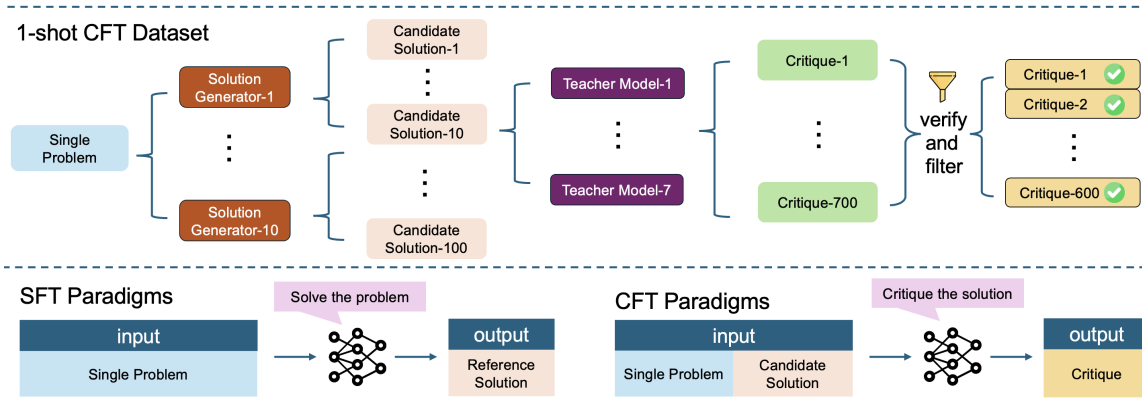 1-shot CFT Dataset
Single
Problem
Solution
Generator-1
Solution
Generator-10
Candidate
Solution-1
Candidate
Solution-10
Candidate
Solution-100
Teacher Model-1
Teacher Model-7
Critique-1
Critique-700
verify
and
filter
Critique-1
Critique-2
Critique-600
SFT Paradigms
Solve the problem
input
output
Single Problem
Reference
Solution
CFT Paradigms
Critique the solution
input
output
Single Problem
Candidate
Solution
Critique